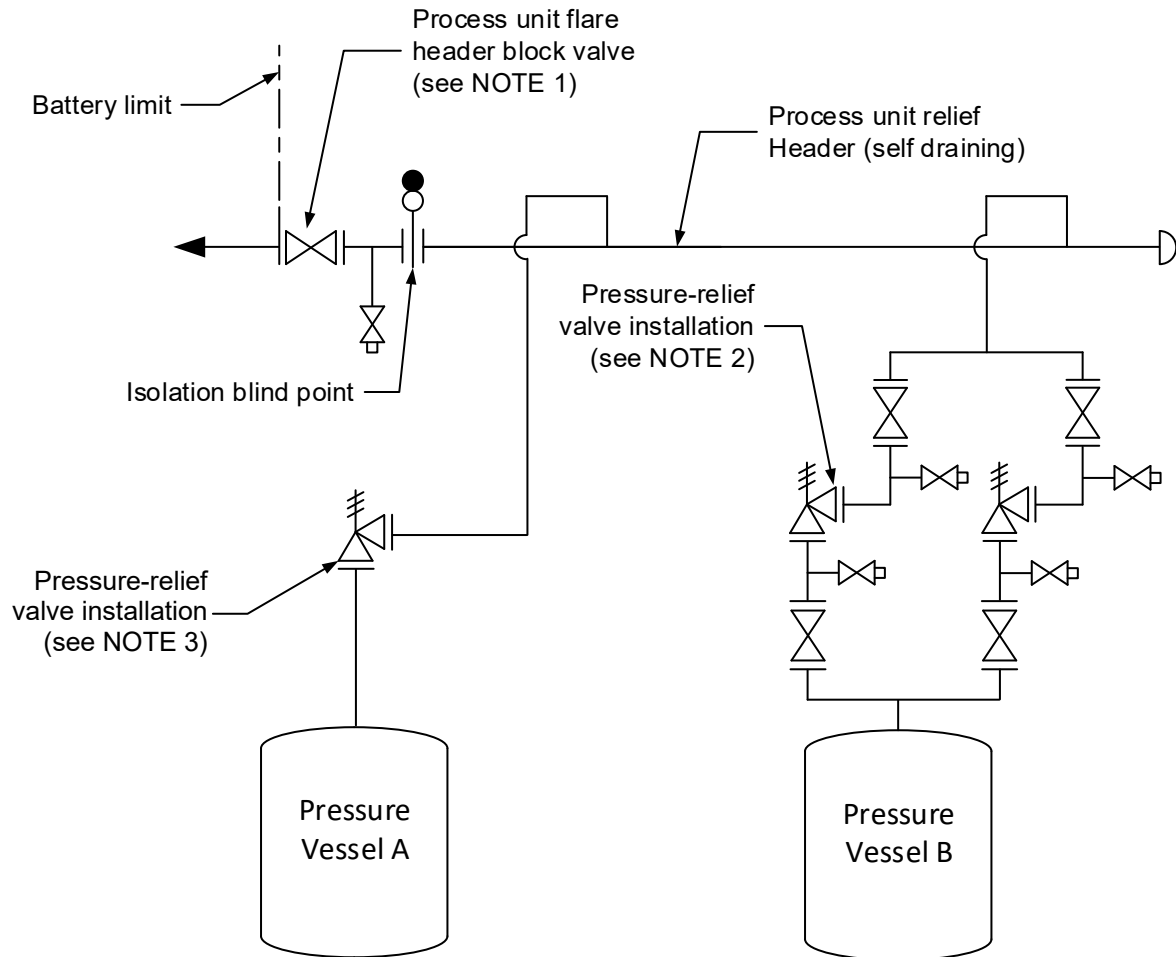 Process unit flare
header block valve
(see NOTE 1)
Battery limit
Process unit relief
Header (self draining)
Pressure-relief
valve installation
(see NOTE 2)
Isolation blind point
Pressure-relief
valve installation
(see NOTE 3)
Pressure
Vessel A
Pressure
Vessel B